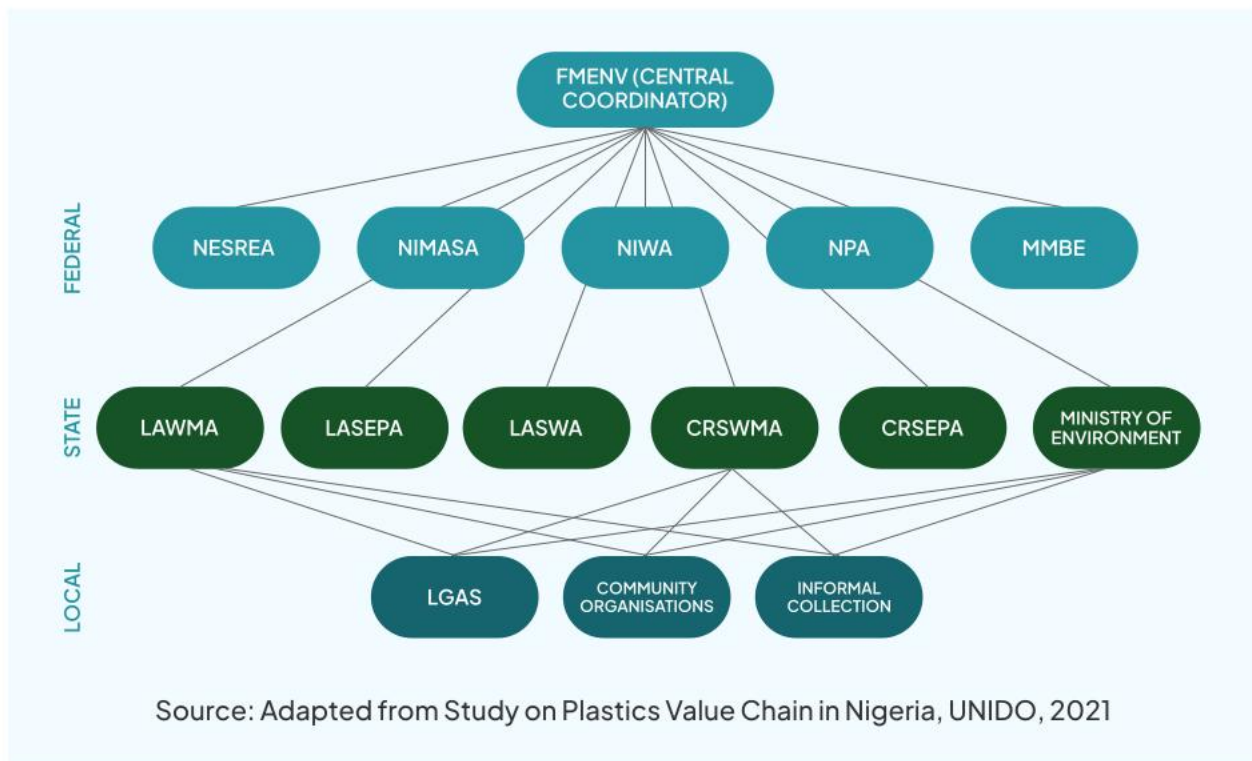 FMENV (CENTRAL
COORDINATOR)
FEDERAL
NESREA
NIMASA
NIWA
NPA
MMBE
STATE
LAWMA
LASEPA
LASWA
CRSWMA
CRSEPA
MINISTRY OF
ENVIRONMENT
LOCAL
LGAS
COMMUNITY
ORGANISATIONS
INFORMAL
COLLECTION
Source: Adapted from Study on Plastics Value Chain in Nigeria, UNIDO, 2021